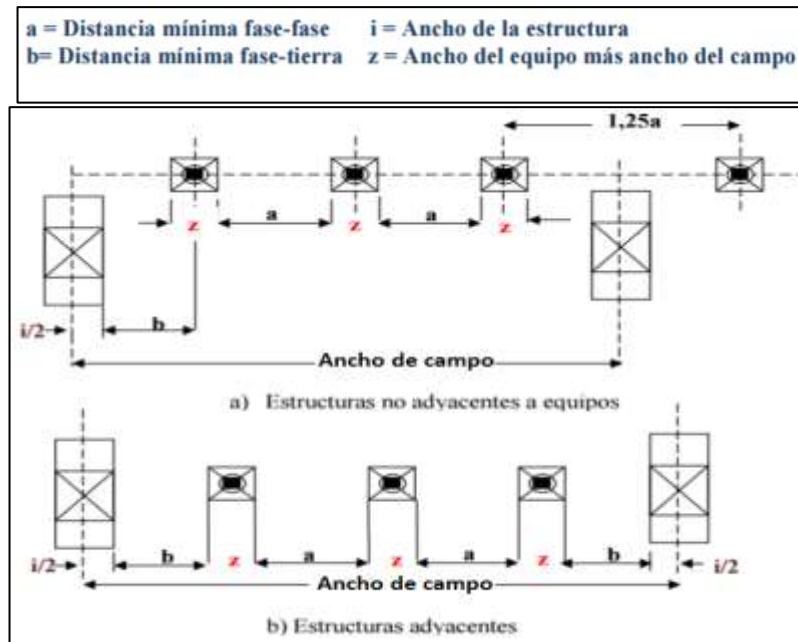 a = Distancia mínima fase-fase i = Ancho de la estructura
b= Distancia mínima fase-tierra z = Ancho del equipo más ancho del campo
1,25a
z a z a z
i/2 b
Ancho de campo
a) Estructuras no adyacentes a equipos
i/2 b z a z a z b i/2
Ancho de campo
b) Estructuras adyacentes